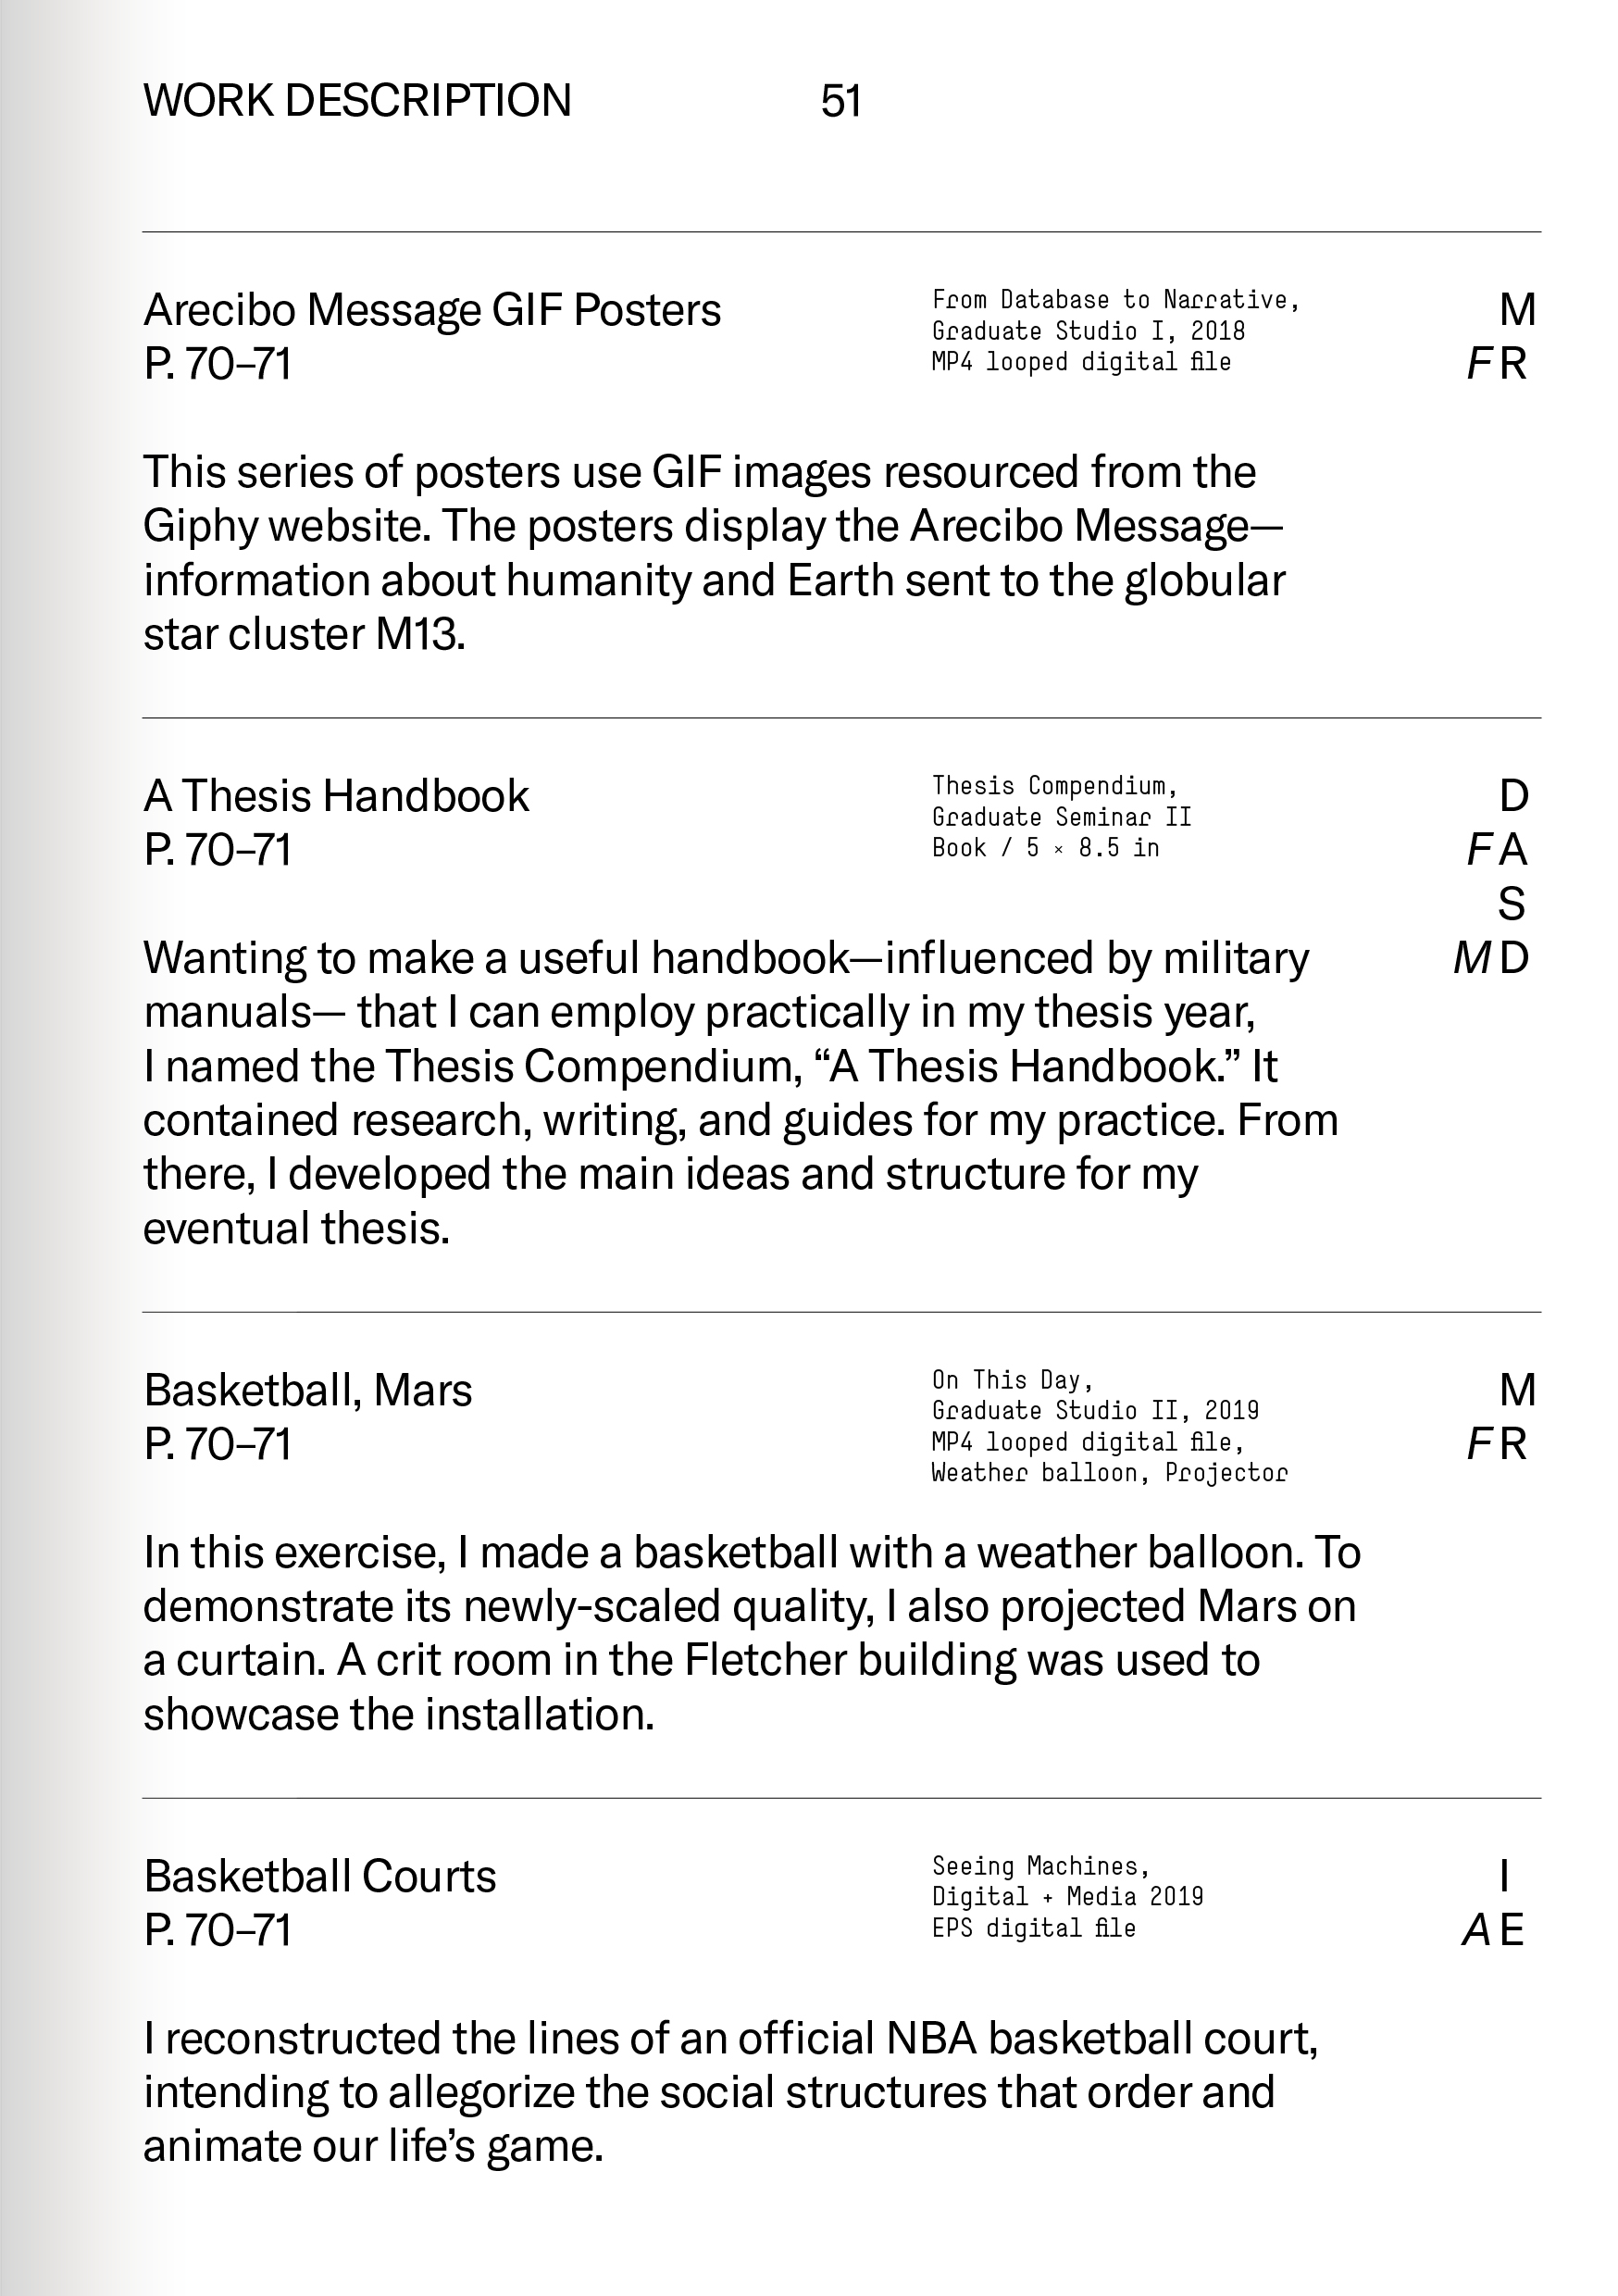 WORK DESCRIPTION 51
Arecibo Message GIF Posters
P. 70–71
From Database to Narrative,
Graduate Studio I, 2018
MP4 looped digital file
M
F R
This series of posters use GIF images resourced from the
Giphy website. The posters display the Arecibo Message—
information about humanity and Earth sent to the globular
star cluster M13.
A Thesis Handbook
P. 70–71
Thesis Compendium,
Graduate Seminar II
Book / 5 × 8.5 in
D
F A
S
M D
Wanting to make a useful handbook—influenced by military
manuals— that I can employ practically in my thesis year,
I named the Thesis Compendium, “A Thesis Handbook.” It
contained research, writing, and guides for my practice. From
there, I developed the main ideas and structure for my
eventual thesis.
Basketball, Mars
P. 70–71
On This Day,
Graduate Studio II, 2019
MP4 looped digital file,
Weather balloon, Projector
M
F R
In this exercise, I made a basketball with a weather balloon. To
demonstrate its newly-scaled quality, I also projected Mars on
a curtain. A crit room in the Fletcher building was used to
showcase the installation.
Basketball Courts
P. 70–71
Seeing Machines,
Digital + Media 2019
EPS digital file
I
A E
I reconstructed the lines of an official NBA basketball court,
intending to allegorize the social structures that order and
animate our life’s game.